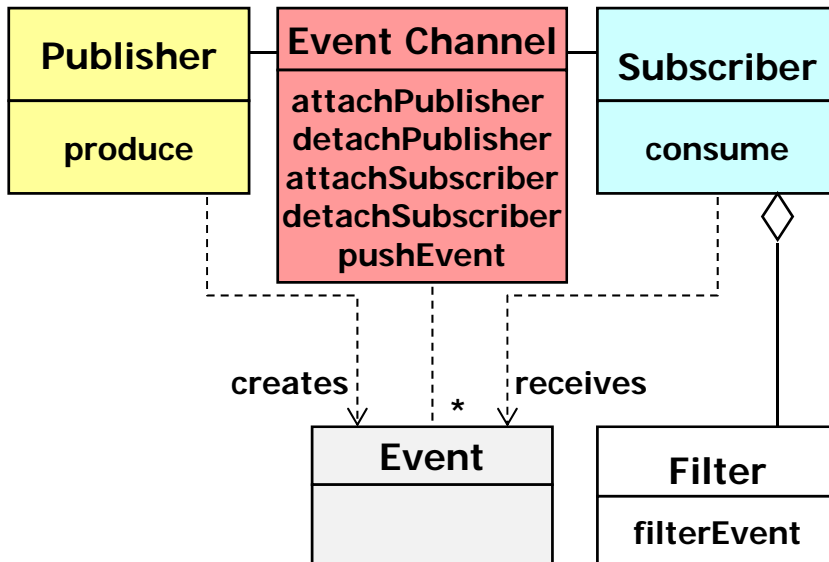 Publisher
produce
Event Channel
attachPublisher
detachPublisher
attachSubscriber
detachSubscriber
pushEvent
Subscriber
consume
creates
*
receives
Event
Filter
filterEvent